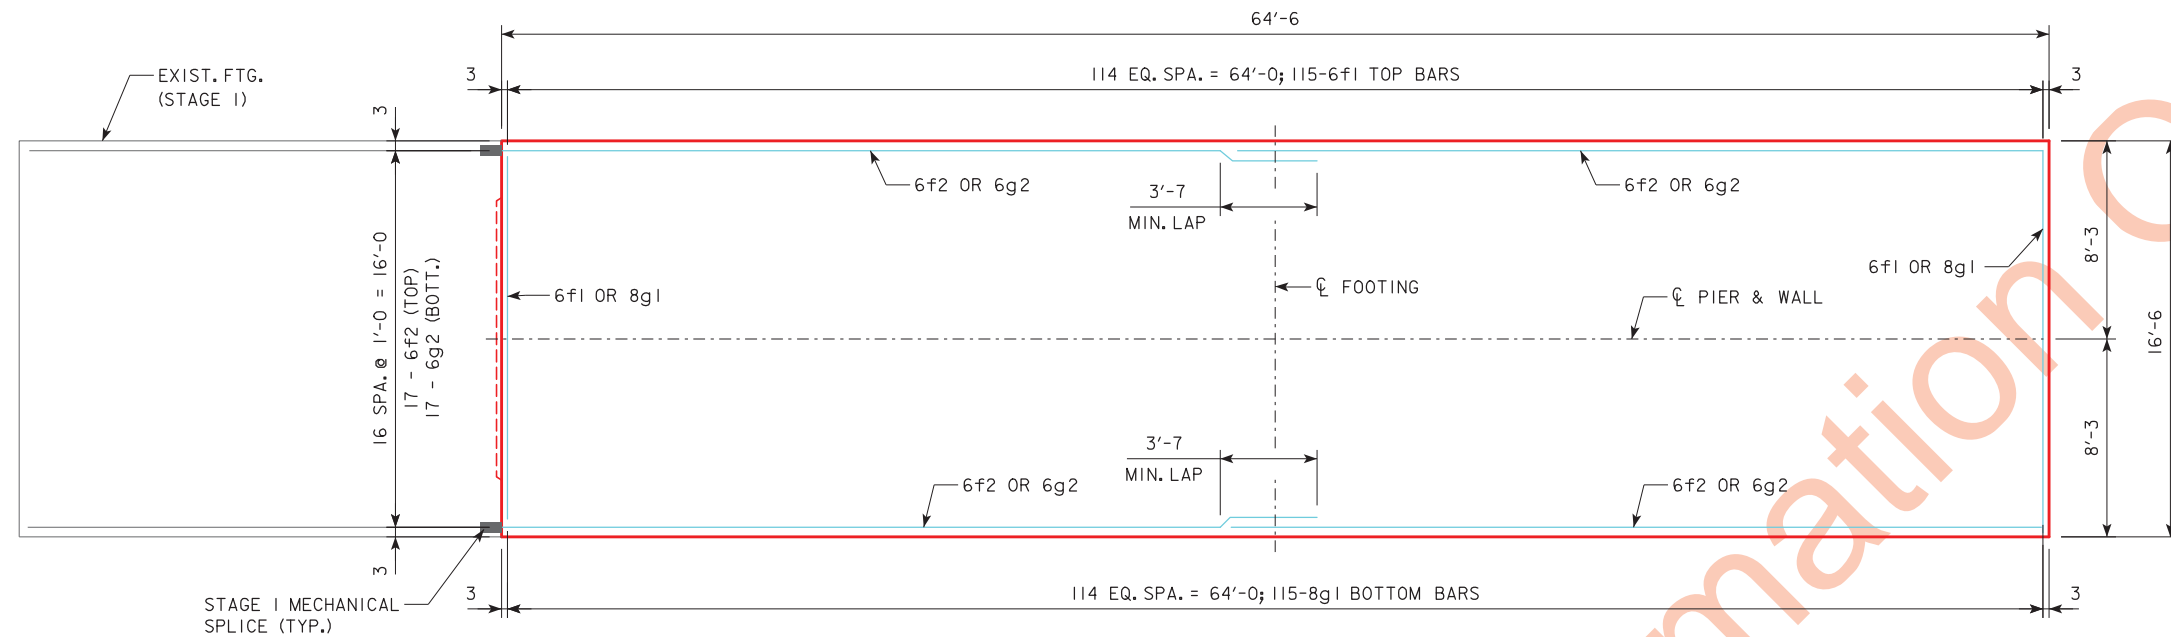 64'-6
3
114 EQ. SPA. = 64'-0; 115-6f1 TOP BARS
3
EXIST. FTG.
(STAGE 1)
3
6f2 OR 6g2
3'-7
MIN. LAP
6f2 OR 6g2
8'-3
6f1 OR 8g1
6f1 OR 8g1
℄ FOOTING
℄ PIER & WALL
16 SPA. @ 1'-0 = 16'-0
17 - 6f2 (TOP)
17 - 6g2 (BOTT.)
16'-6
8'-3
3'-7
MIN. LAP
6f2 OR 6g2
6f2 OR 6g2
3
STAGE 1 MECHANICAL
SPLICE (TYP.)
3
114 EQ. SPA. = 64'-0; 115-8g1 BOTTOM BARS
3